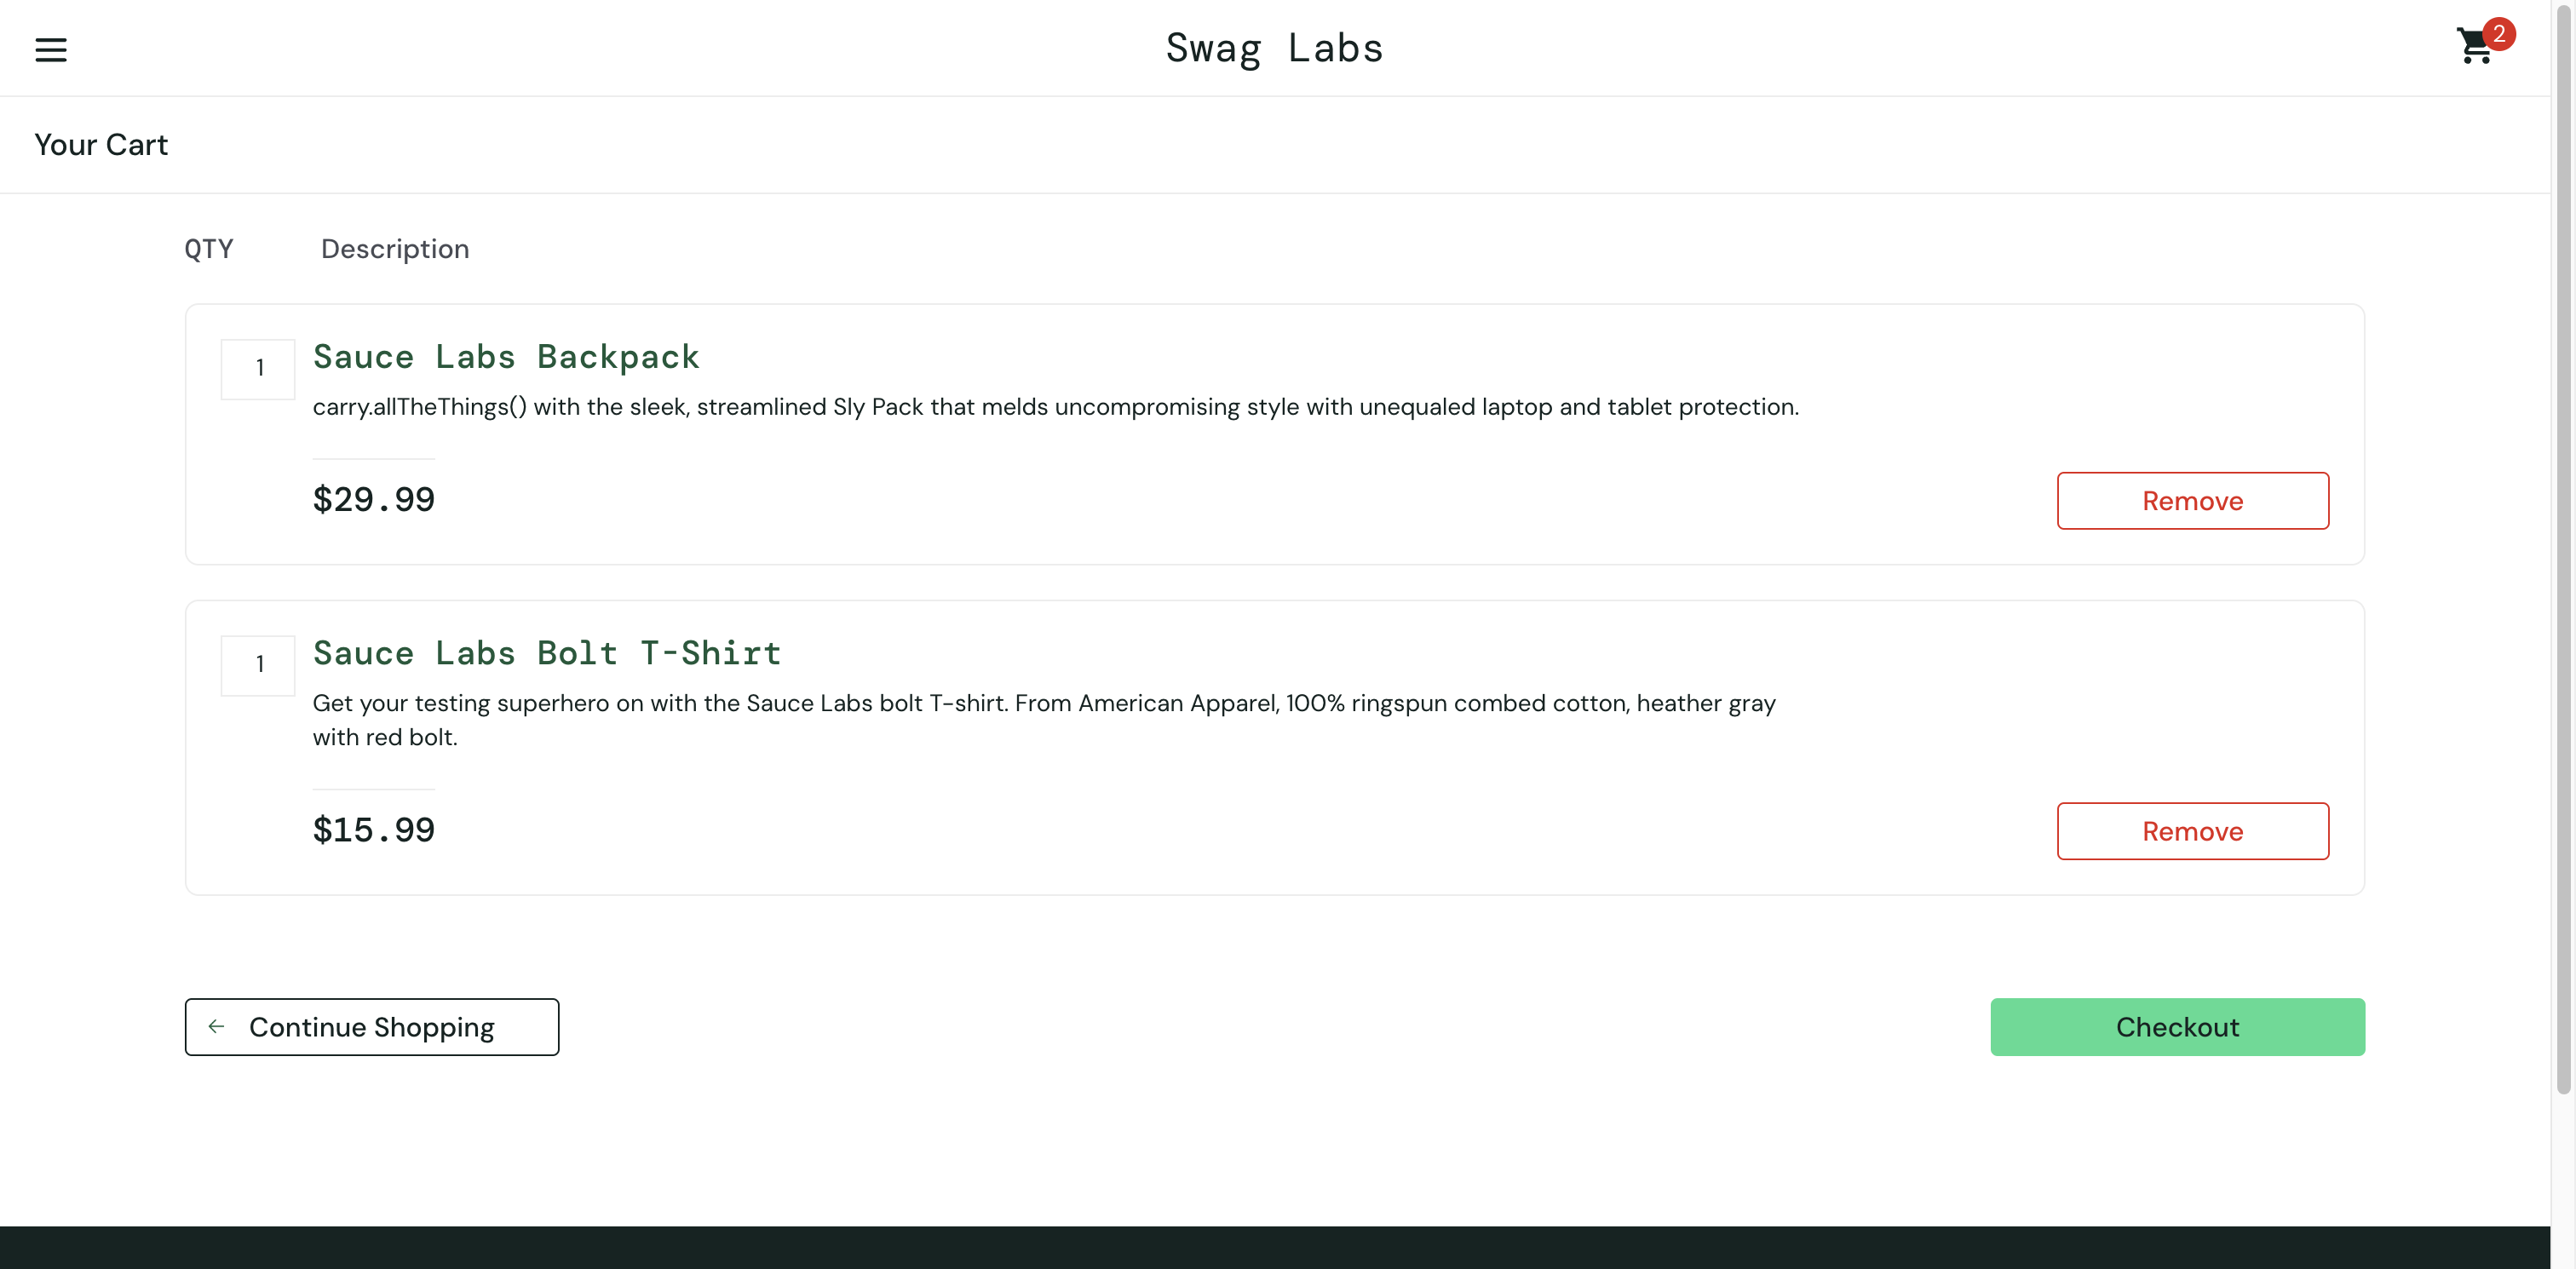 Swag Labs
2
Your Cart
QTY Description
1
Sauce Labs Backpack
carry.allTheThings() with the sleek, streamlined Sly Pack that melds uncompromising style with unequaled laptop and tablet protection.
$29.99
Remove
1
Sauce Labs Bolt T-Shirt
Get your testing superhero on with the Sauce Labs bolt T-shirt. From American Apparel, 100% ringspun combed cotton, heather gray
with red bolt.
$15.99
Remove
Continue Shopping
Checkout